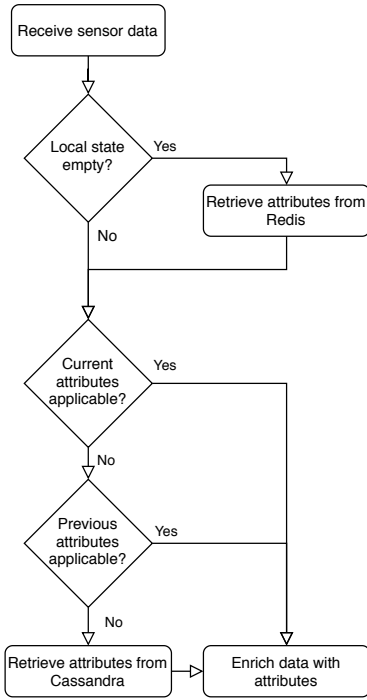 Receive sensor data
Local state
empty?
Yes
Retrieve attributes from
Redis
No
Current
attributes
applicable?
Yes
No
Previous
attributes
applicable?
Yes
No
Retrieve attributes from
Cassandra
Enrich data with
attributes